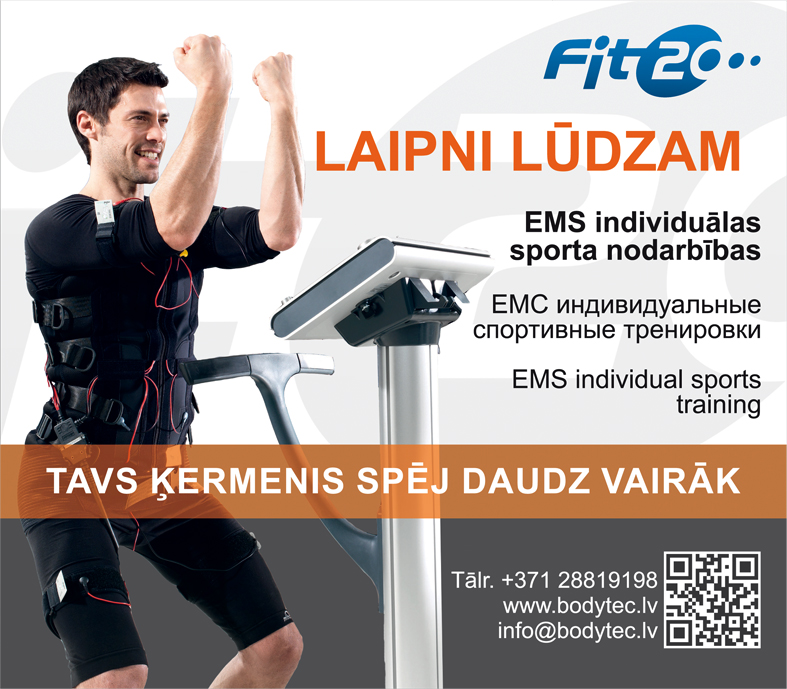 Fit20
LAIPNI LŪDZAM
EMS individuālas
sporta nodarbības
ЕМС индивидуальные
спортивные тренировки
EMS individual sports
training
TAVS ĶERMENIS SPĒJ DAUDZ VAIRĀK
Tālr. +371 28819198
www.bodytec.lv
info@bodytec.lv